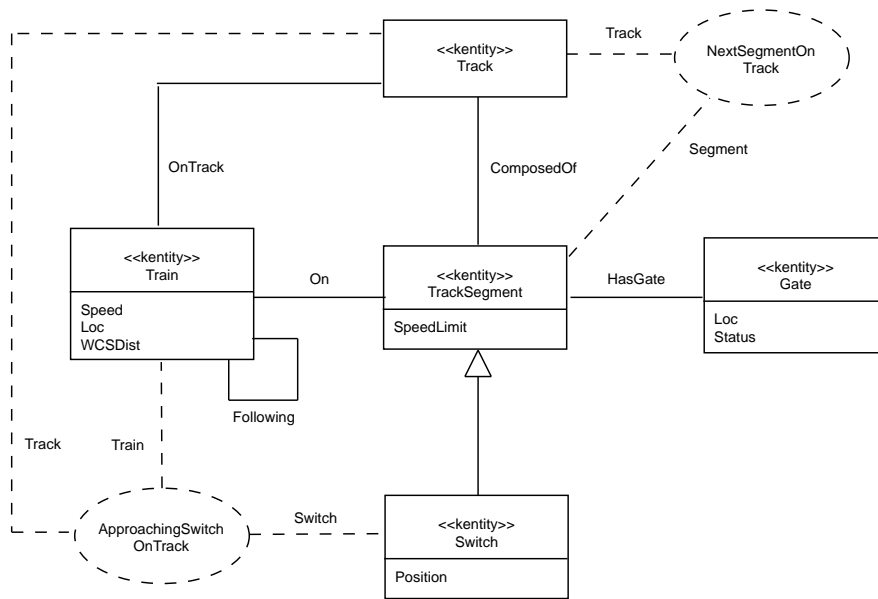 <<kentity>>
Track
Track
NextSegmentOn
Track
Segment
OnTrack
ComposedOf
<<kentity>>
Train
Speed
Loc
WCSDist
On
<<kentity>>
TrackSegment
SpeedLimit
HasGate
<<kentity>>
Gate
Loc
Status
Following
Track
Train
ApproachingSwitch
OnTrack
Switch
<<kentity>>
Switch
Position